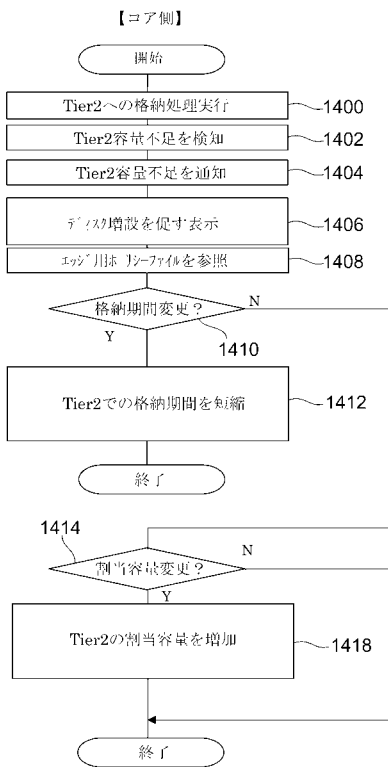 【コア側】
開始
Tier2への格納処理実行
1400
Tier2容量不足を検知
1402
Tier2容量不足を通知
1404
ディスク増設を促す表示
1406
エッジ用ポリシーファイルを参照
1408
格納期間変更?
N
Y
1410
Tier2での格納期間を短縮
1412
終了
1414
割当容量変更?
N
Y
Tier2の割当容量を増加
1418
終了